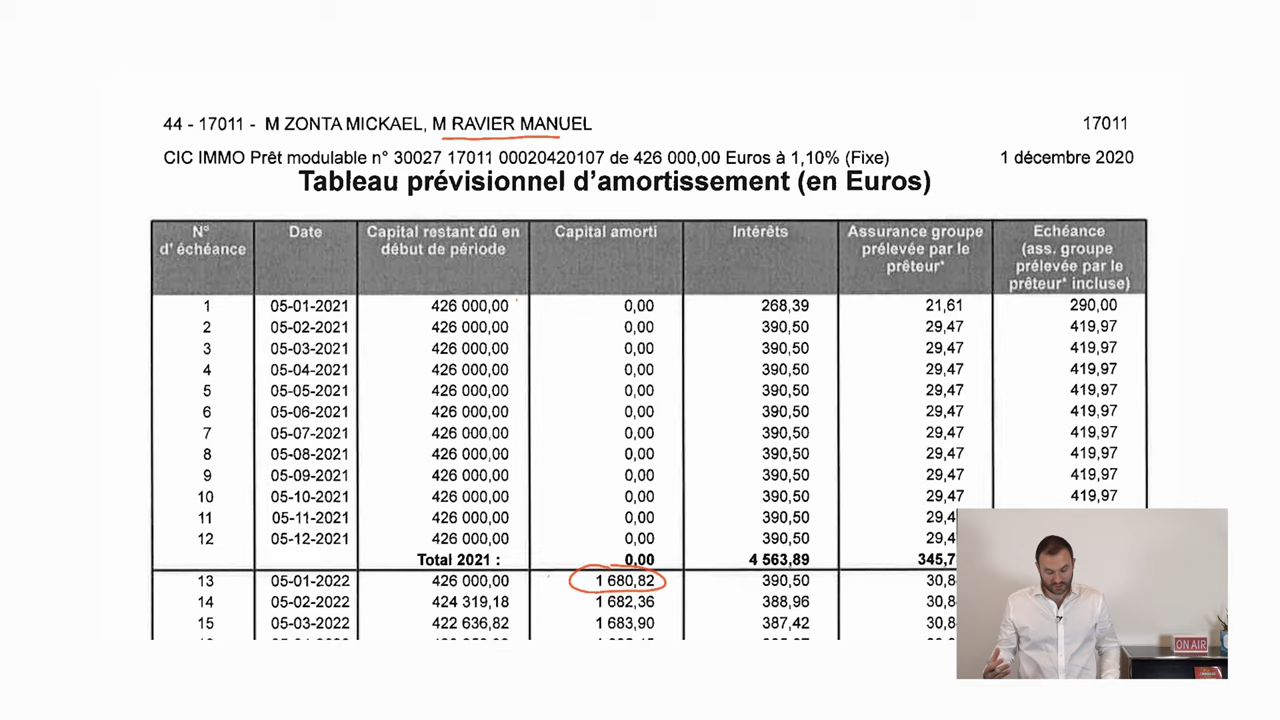 44 - 17011 - M ZONTA MICKAEL, M RAVIER MANUEL 17011
CIC IMMO Prêt modulable n° 30027 17011 00020420107 de 426 000,00 Euros à 1,10% (Fixe) 1 décembre 2020
Tableau prévisionnel d'amortissement (en Euros)
N° d' échéance Date Capital restant dû en début de période Capital amorti Intérêts Assurance groupe prélevée par le prêteur* Echéance (ass. groupe prélevée par le prêteur* incluse)
1 05-01-2021 426 000,00 0,00 268,39 21,61 290,00
2 05-02-2021 426 000,00 0,00 390,50 29,47 419,97
3 05-03-2021 426 000,00 0,00 390,50 29,47 419,97
4 05-04-2021 426 000,00 0,00 390,50 29,47 419,97
5 05-05-2021 426 000,00 0,00 390,50 29,47 419,97
6 05-06-2021 426 000,00 0,00 390,50 29,47 419,97
7 05-07-2021 426 000,00 0,00 390,50 29,47 419,97
8 05-08-2021 426 000,00 0,00 390,50 29,47 419,97
9 05-09-2021 426 000,00 0,00 390,50 29,47 419,97
10 05-10-2021 426 000,00 0,00 390,50 29,47 419,97
11 05-11-2021 426 000,00 0,00 390,50 29,4
12 05-12-2021 426 000,00 0,00 390,50 29,4
Total 2021 : 0,00 4 563,89 345,7
13 05-01-2022 426 000,00 1 680,82 390,50 30,8
14 05-02-2022 424 319,18 1 682,36 388,96 30,8
15 05-03-2022 422 636,82 1 683,90 387,42 30,8
ON AIR